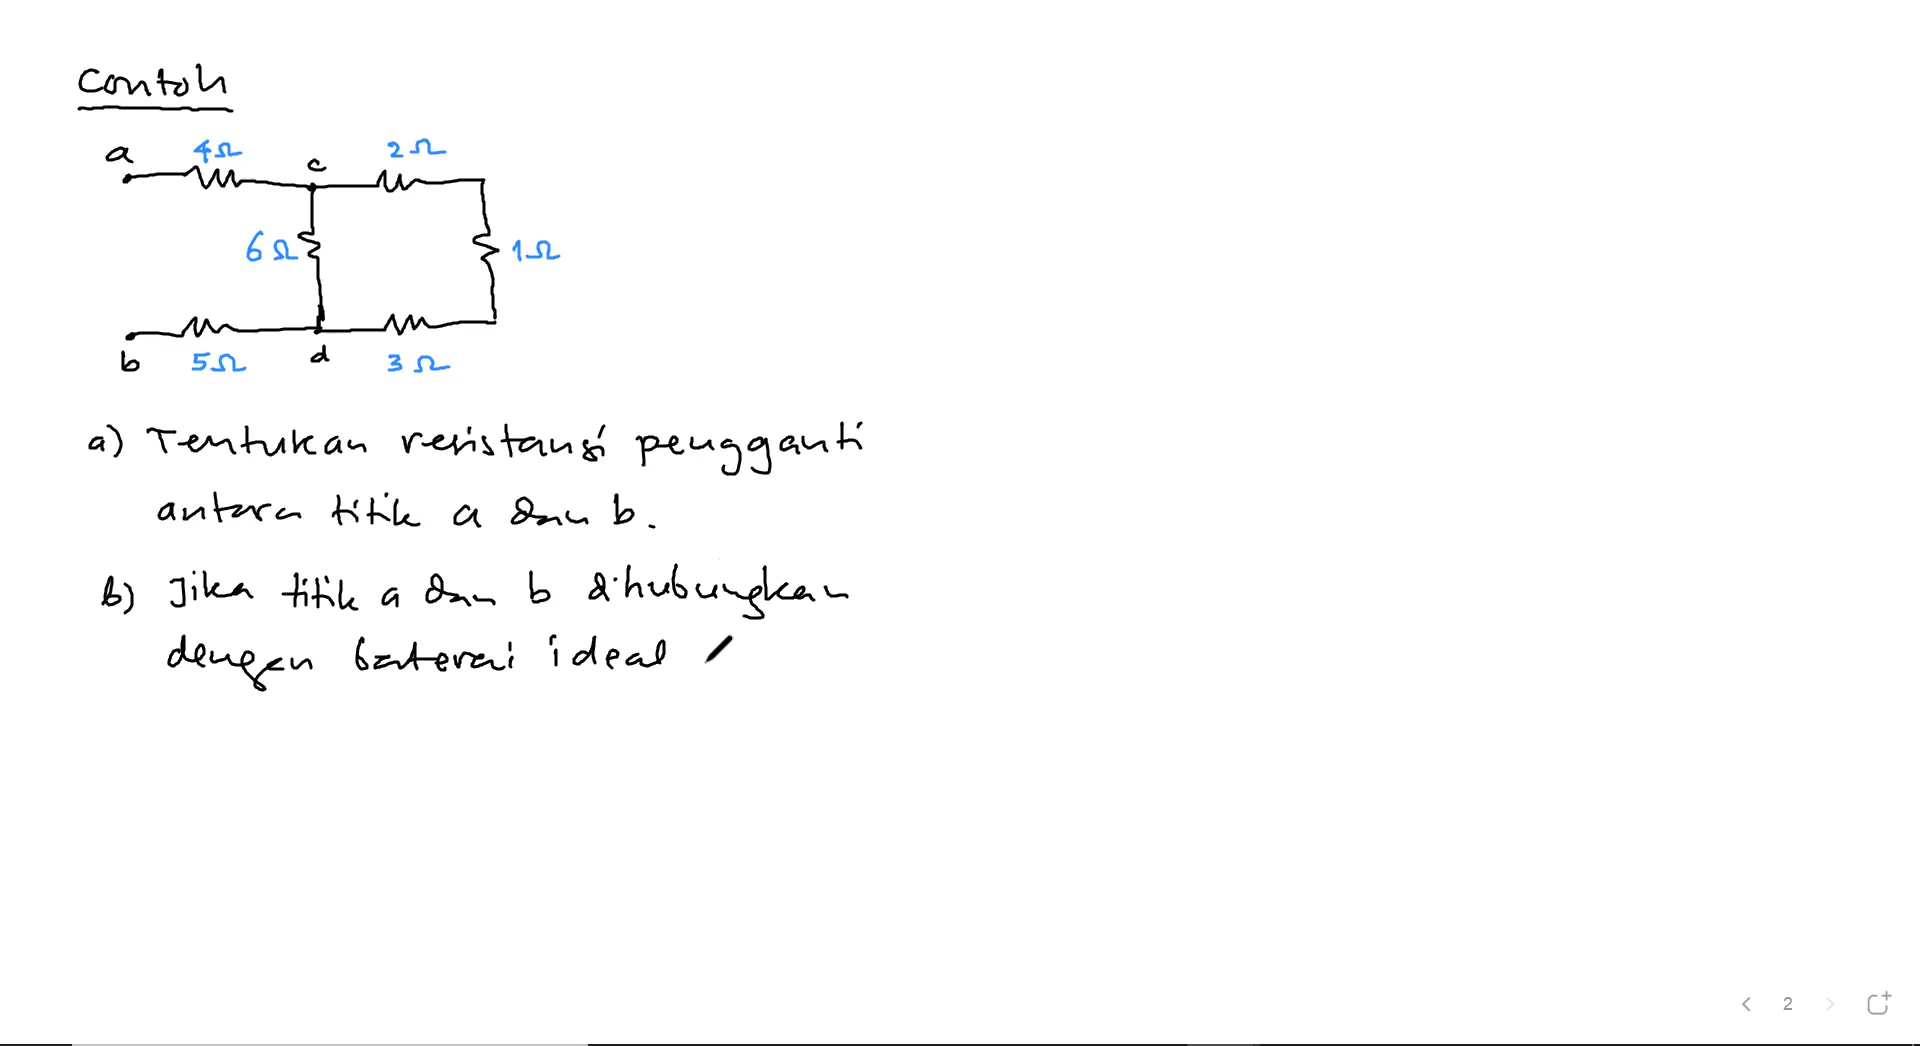 Contoh
a 4Ω c 2Ω
6Ω 1Ω
b 5Ω d 3Ω
a) Tentukan resistansi pengganti
antara titik a dan b.
b) Jika titik a dan b dihubungkan
dengan baterai ideal
2